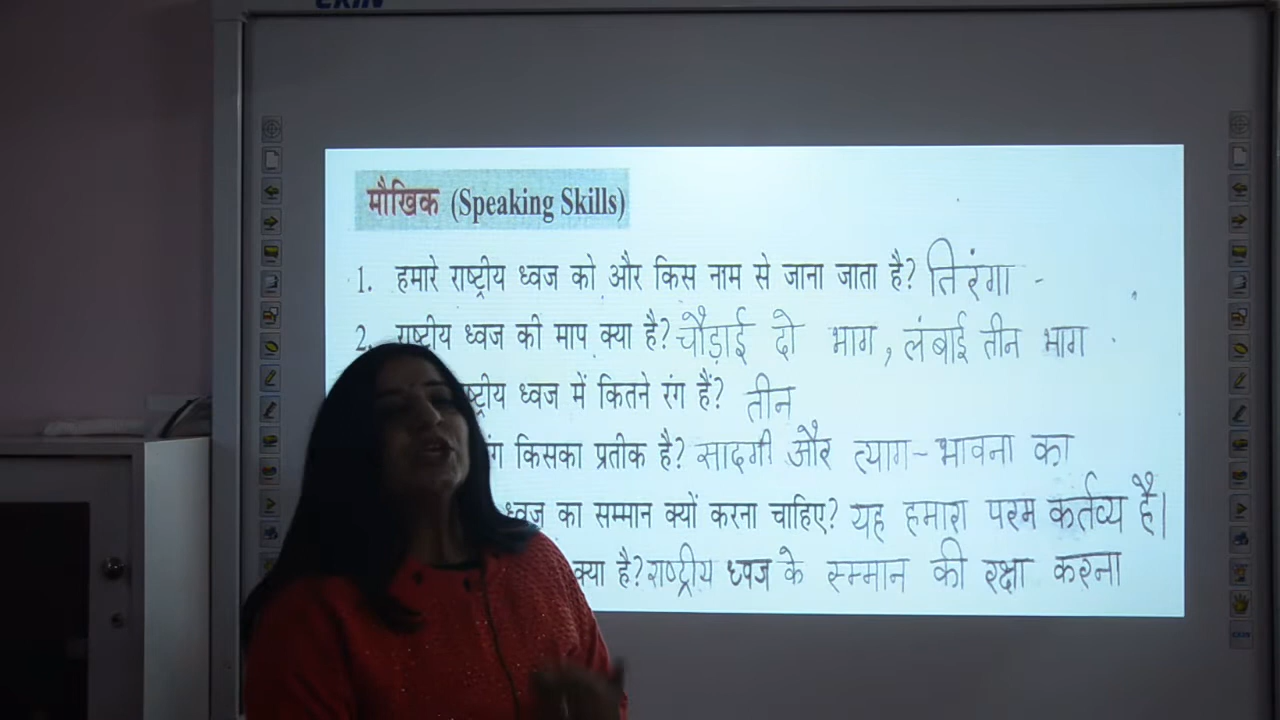 EXIN
मौखिक (Speaking Skills)
1. हमारे राष्ट्रीय ध्वज को और किस नाम से जाना जाता है? तिरंगा -
2. राष्ट्रीय ध्वज की माप क्या है? चौड़ाई दो भाग, लंबाई तीन भाग
ष्ट्रीय ध्वज में कितने रंग हैं? तीन
किसका प्रतीक है? सादगी और त्याग-भावना का
ध्वज का सम्मान क्यों करना चाहिए? यह हमारा परम कर्तव्य है।
क्या है? राष्ट्रीय ध्वज के सम्मान की रक्षा करना